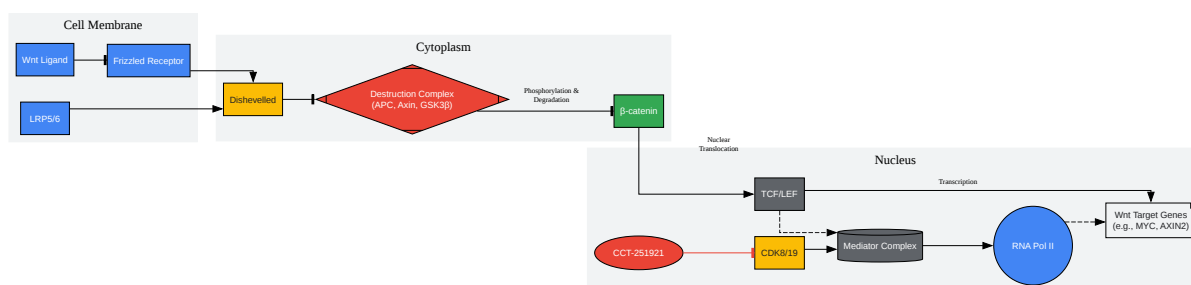 Cell Membrane
Wnt Ligand
Frizzled Receptor
LRP5/6
Cytoplasm
Dishevelled
Destruction Complex
(APC, Axin, GSK3β)
Phosphorylation &
Degradation
β-catenin
Nuclear
Translocation
Nucleus
TCF/LEF
Transcription
Wnt Target Genes
(e.g., MYC, AXIN2)
CCT-251921
CDK8/19
Mediator Complex
RNA Pol II